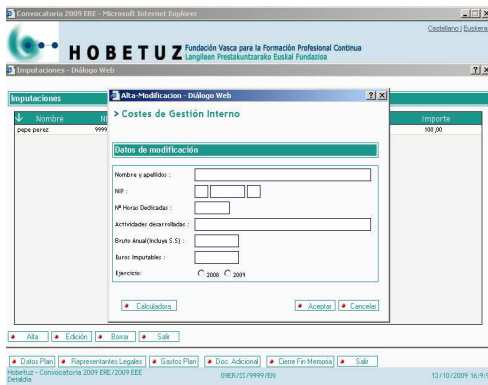 Convocatoria 2009 ERE - Microsoft Internet Explorer
Castellano | Euskera
HOBETUZ
Fundación Vasca para la Formación Profesional Continua
Langileen Prestakuntzarako Euskal Fundazioa
Imputaciones - Diálogo Web
Imputaciones
Nombre
Importe
pepe perez 9999
100,00
Alta-Modificacion - Diálogo Web
> Costes de Gestión Interno
Datos de modificación
Nombre y apellidos :
NIF :
Nº Horas Dedicadas :
Actividades desarrolladas :
Bruto Anual(Incluye S.S) :
Euros Imputables :
Ejercicio: 2008 2009
Calculadora Aceptar Cancelar
Alta Edición Borrar Salir
Datos Plan Representantes Legales Gastos Plan Doc. Adicional Cierre Fin Memoria Salir
Hobetuz - Convocatoria 2009 ERE/2009 EEE Deialdia
09ER/SS/9999/EN
13/10/2009 16:9: